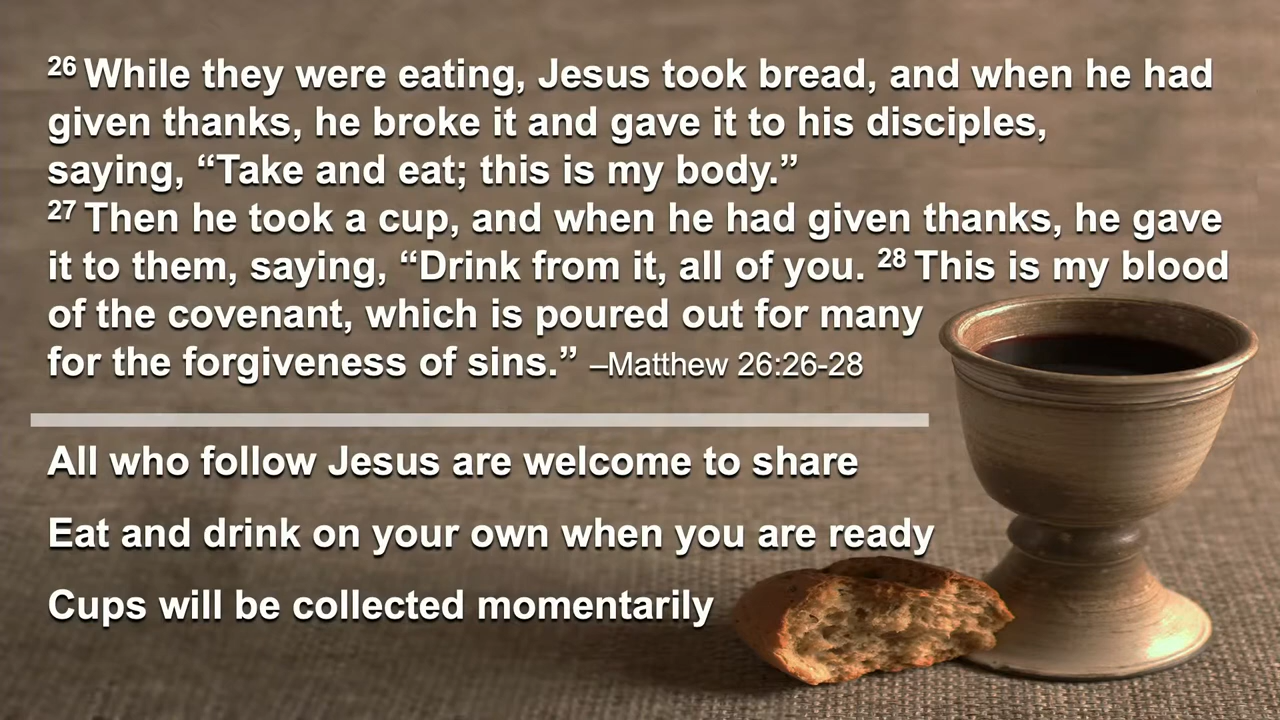 26 While they were eating, Jesus took bread, and when he had
given thanks, he broke it and gave it to his disciples,
saying, “Take and eat; this is my body.”
27 Then he took a cup, and when he had given thanks, he gave
it to them, saying, “Drink from it, all of you. 28 This is my blood
of the covenant, which is poured out for many
for the forgiveness of sins.” –Matthew 26:26-28
All who follow Jesus are welcome to share
Eat and drink on your own when you are ready
Cups will be collected momentarily